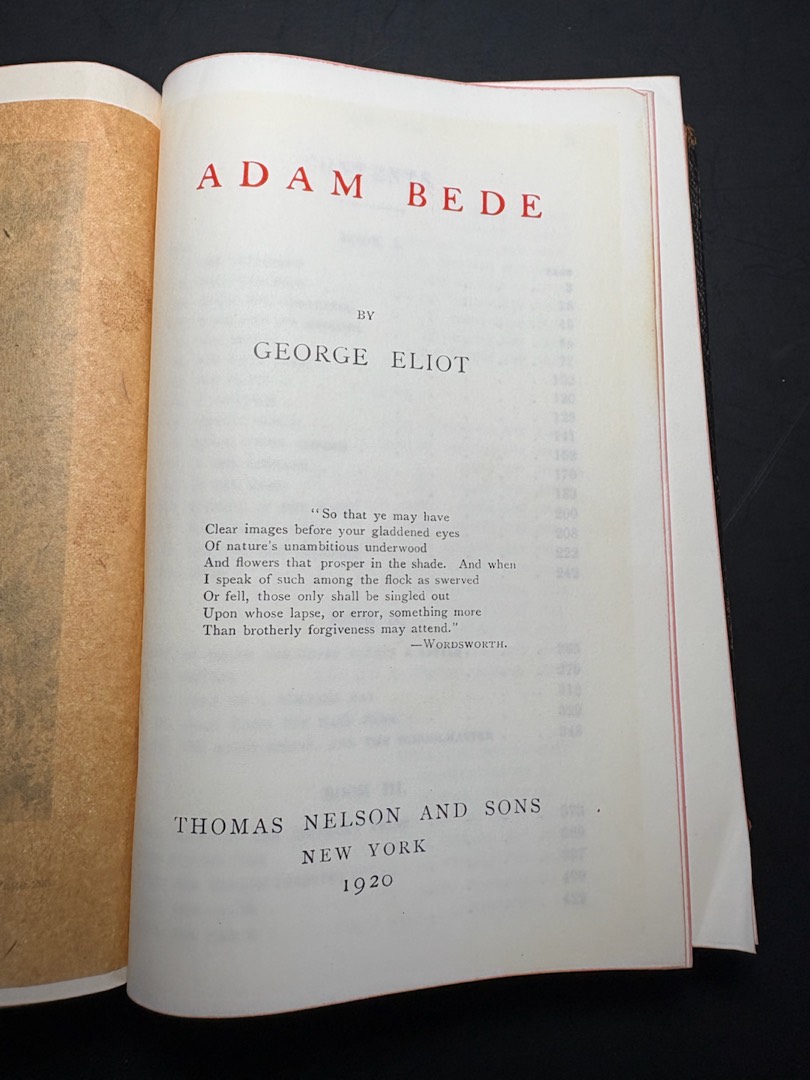 ADAM BEDE
BY
GEORGE ELIOT
“So that ye may have
Clear images before your gladdened eyes
Of nature's unambitious underwood
And flowers that prosper in the shade. And when
I speak of such among the flock as swerved
Or fell, those only shall be singled out
Upon whose lapse, or error, something more
Than brotherly forgiveness may attend.”
—WORDSWORTH.
THOMAS NELSON AND SONS
NEW YORK
1920